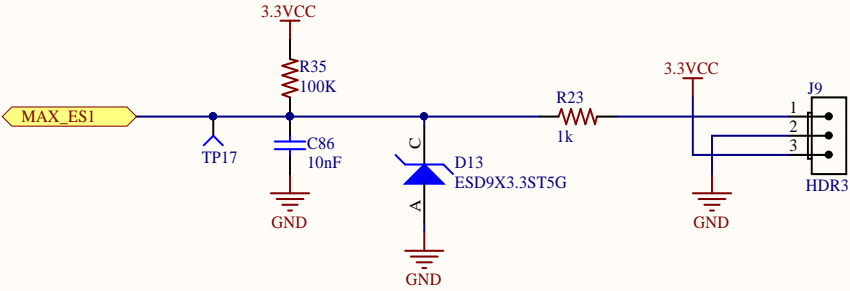 3.3VCC
R35
100K
MAX_ES1
TP17
C86
10nF
GND
C
D13
ESD9X3.3ST5G
A
GND
R23
1k
3.3VCC
GND
J9
1
2
3
HDR3